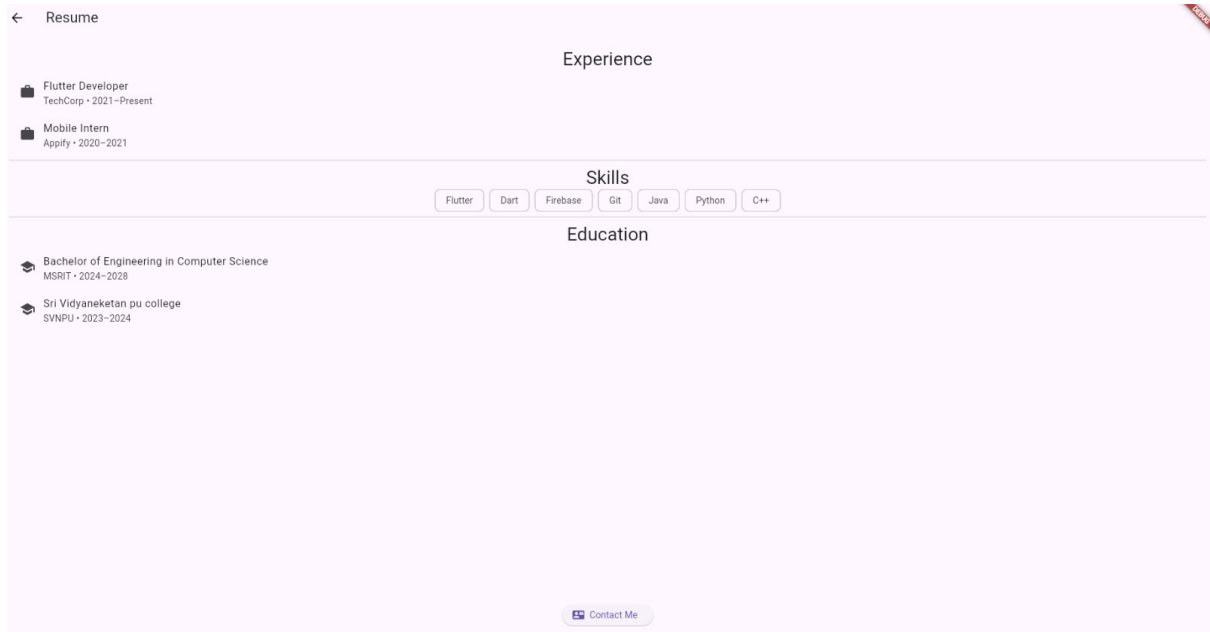 Resume
DEBUG
Experience
Flutter Developer
TechCorp • 2021–Present
Mobile Intern
Appify • 2020–2021
Skills
Flutter Dart Firebase Git Java Python C++
Education
Bachelor of Engineering in Computer Science
MSRIT • 2024–2028
Sri Vidyaneketan pu college
SVNPU • 2023–2024
Contact Me